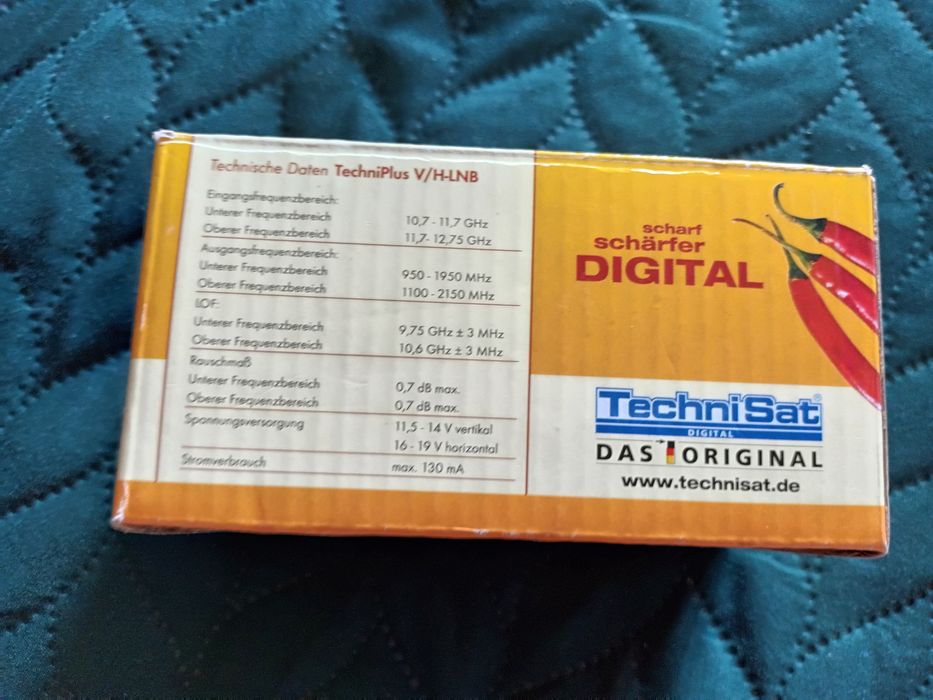 Technische Daten TechniPlus V/H-LNB
Eingangsfrequenzbereich:
Unterer Frequenzbereich 10,7 - 11,7 GHz
Oberer Frequenzbereich 11,7- 12,75 GHz
Ausgangsfrequenzbereich:
Unterer Frequenzbereich 950 - 1950 MHz
Oberer Frequenzbereich 1100 - 2150 MHz
LOF:
Unterer Frequenzbereich 9,75 GHz ± 3 MHz
Oberer Frequenzbereich 10,6 GHz ± 3 MHz
Rauschmaß
Unterer Frequenzbereich 0,7 dB max.
Oberer Frequenzbereich 0,7 dB max.
Spannungsversorgung 11,5 - 14 V vertikal
16 - 19 V horizontal
Stromverbrauch max. 130 mA
scharf
schärfer
DIGITAL
TechniSat®
DIGITAL
DAS ORIGINAL
www.technisat.de